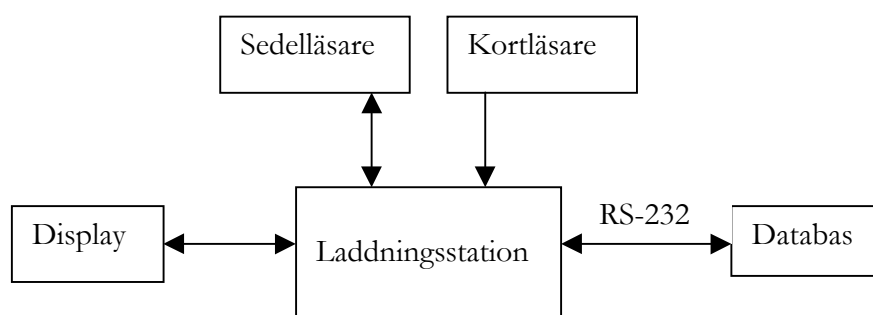 Sedelläsare
Kortläsare
RS-232
Display
Laddningsstation
Databas